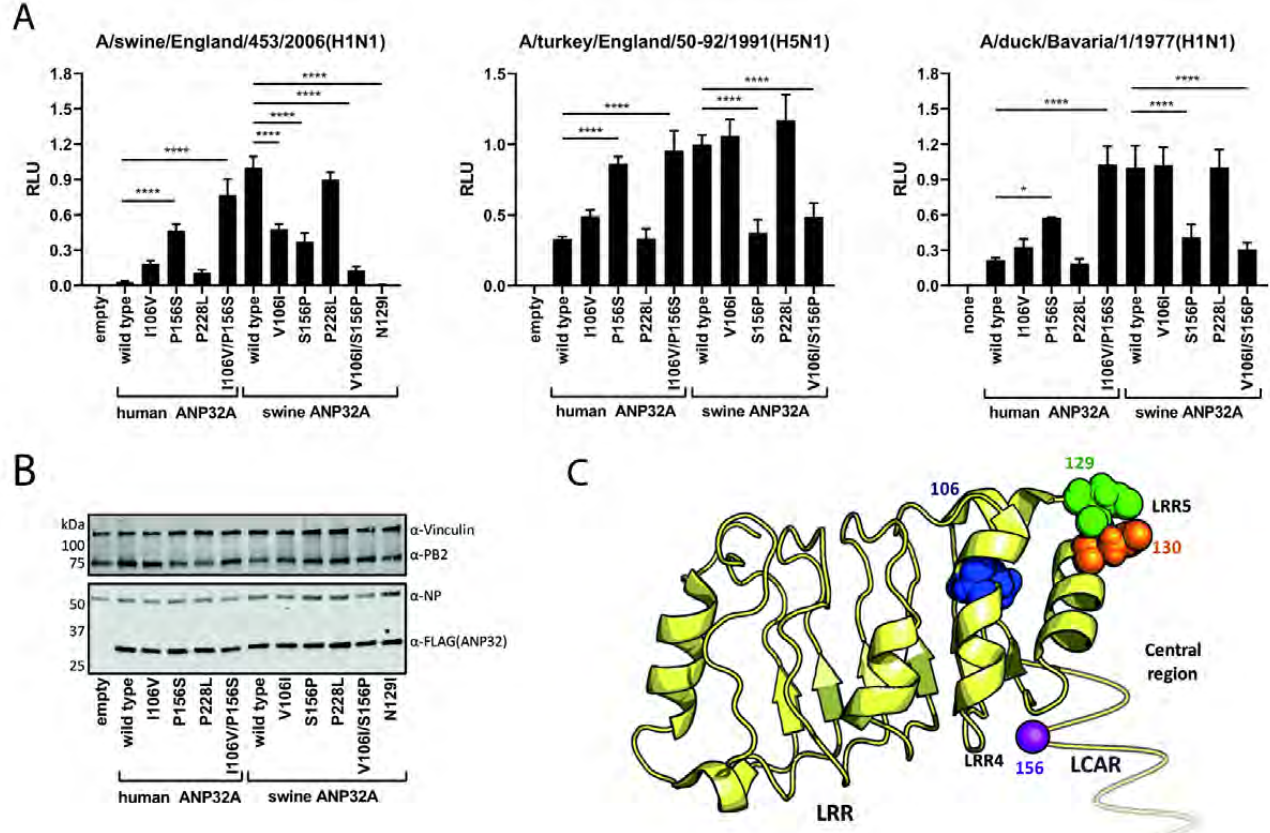 A
A/swine/England/453/2006(H1N1)
RLU
1.8
1.5
1.2
0.9
0.6
0.3
0.0
****
****
****
****
****
****
empty
wild type
I106V
P156S
P228L
I106V/P156S
wild type
V106I
S156P
P228L
V106I/S156P
N129I
human ANP32A
swine ANP32A
A/turkey/England/50-92/1991(H5N1)
RLU
1.5
1.0
0.5
0.0
****
****
****
****
empty
wild type
I106V
P156S
P228L
I106V/P156S
wild type
V106I
S156P
P228L
V106I/S156P
human ANP32A
swine ANP32A
A/duck/Bavaria/1/1977(H1N1)
RLU
1.8
1.5
1.2
0.9
0.6
0.3
0.0
****
****
****
*
none
wild type
I106V
P156S
P228L
I106V/P156S
wild type
V106I
S156P
P228L
V106I/S156P
human ANP32A
swine ANP32A
B
kDa
100
75
50
37
25
α-Vinculin
α-PB2
α-NP
α-FLAG(ANP32)
empty
wild type
I106V
P156S
P228L
I106V/P156S
wild type
V106I
S156P
P228L
V106I/S156P
N129I
human ANP32A
swine ANP32A
C
129
106
LRR5
130
Central
region
LRR4
156
LCAR
LRR